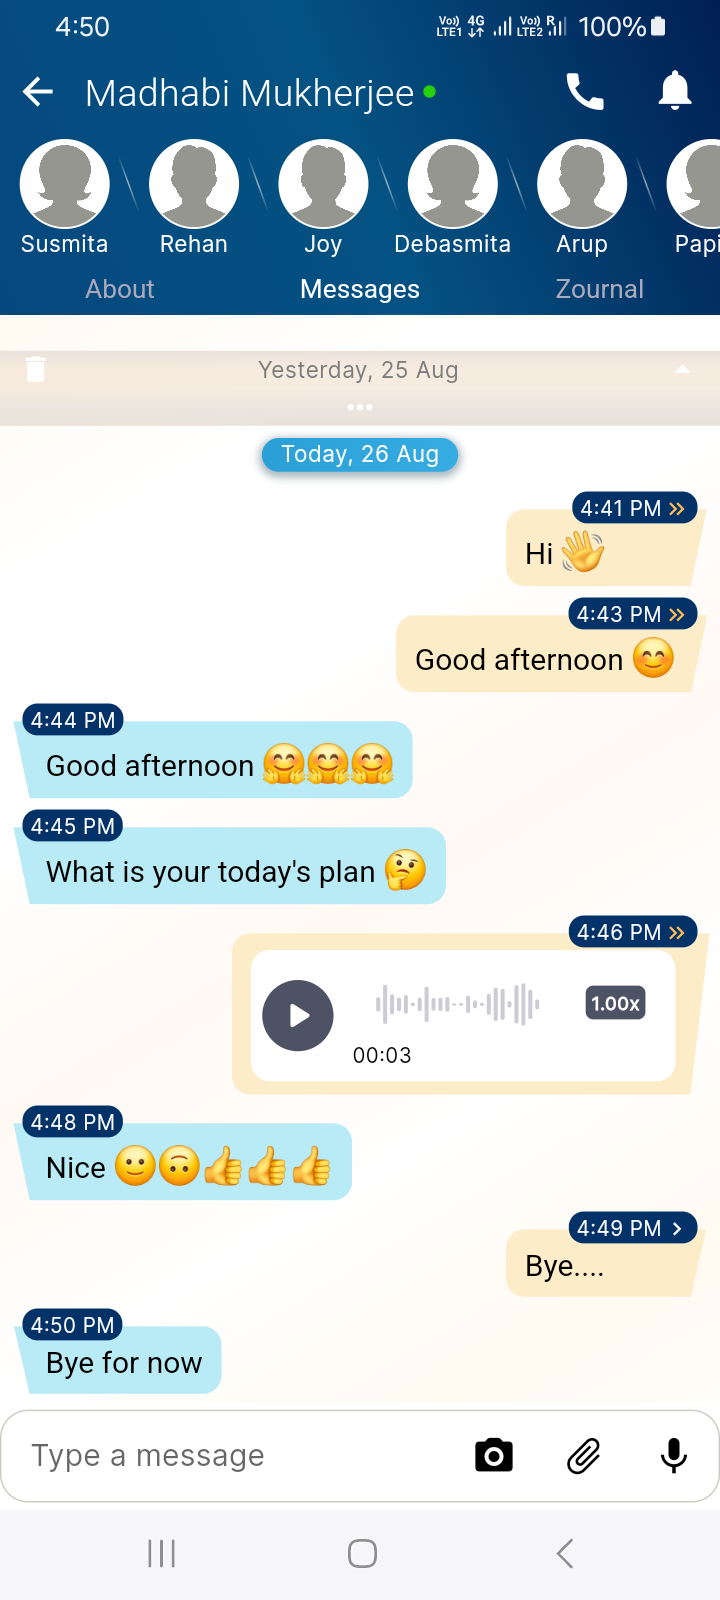 4:50
Vo)) 4G Vo)) R 100%
LTE1 LTE2
Madhabi Mukherjee
Susmita Rehan Joy Debasmita Arup Papi
About Messages Zournal
Yesterday, 25 Aug
Today, 26 Aug
4:41 PM
Hi 👋
4:43 PM
Good afternoon 😊
4:44 PM
Good afternoon 🤗🤗🤗
4:45 PM
What is your today's plan 🤔
4:46 PM
1.00x
00:03
4:48 PM
Nice 🙂🙃👍👍👍
4:49 PM
Bye....
4:50 PM
Bye for now
Type a message